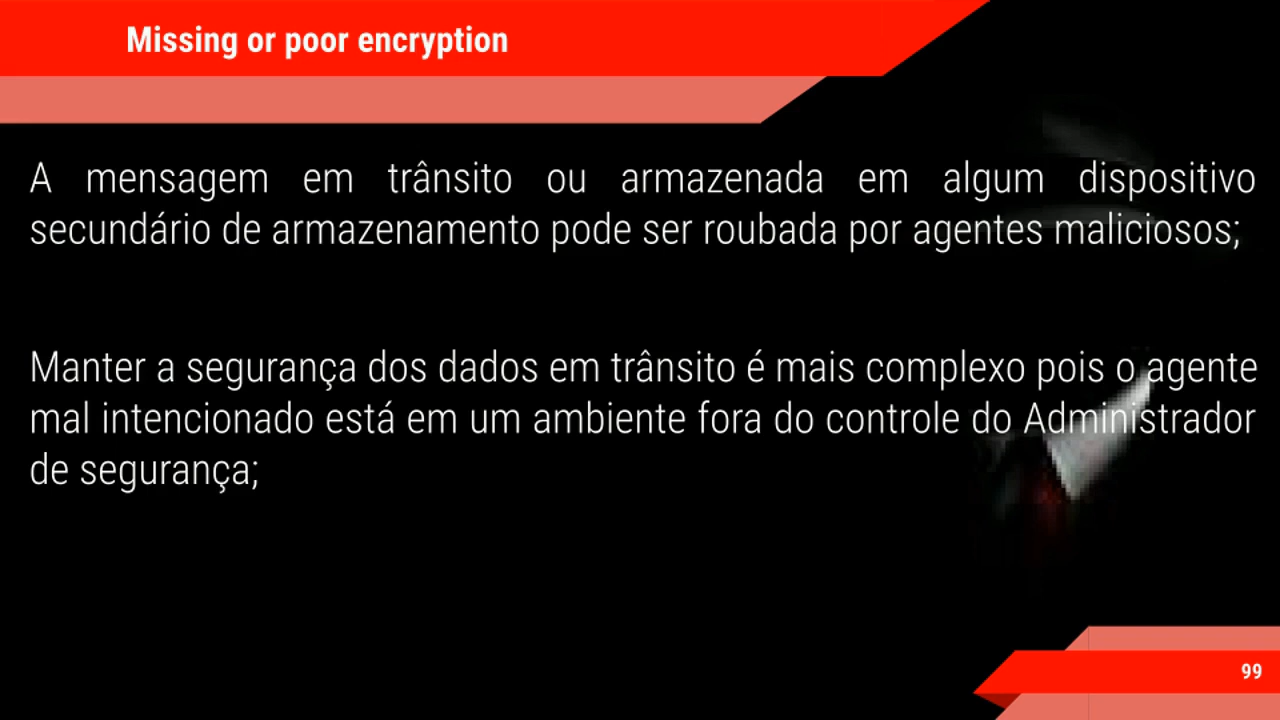 Missing or poor encryption
A mensagem em trânsito ou armazenada em algum dispositivo
secundário de armazenamento pode ser roubada por agentes maliciosos;
Manter a segurança dos dados em trânsito é mais complexo pois o agente
mal intencionado está em um ambiente fora do controle do Administrador
de segurança;
99